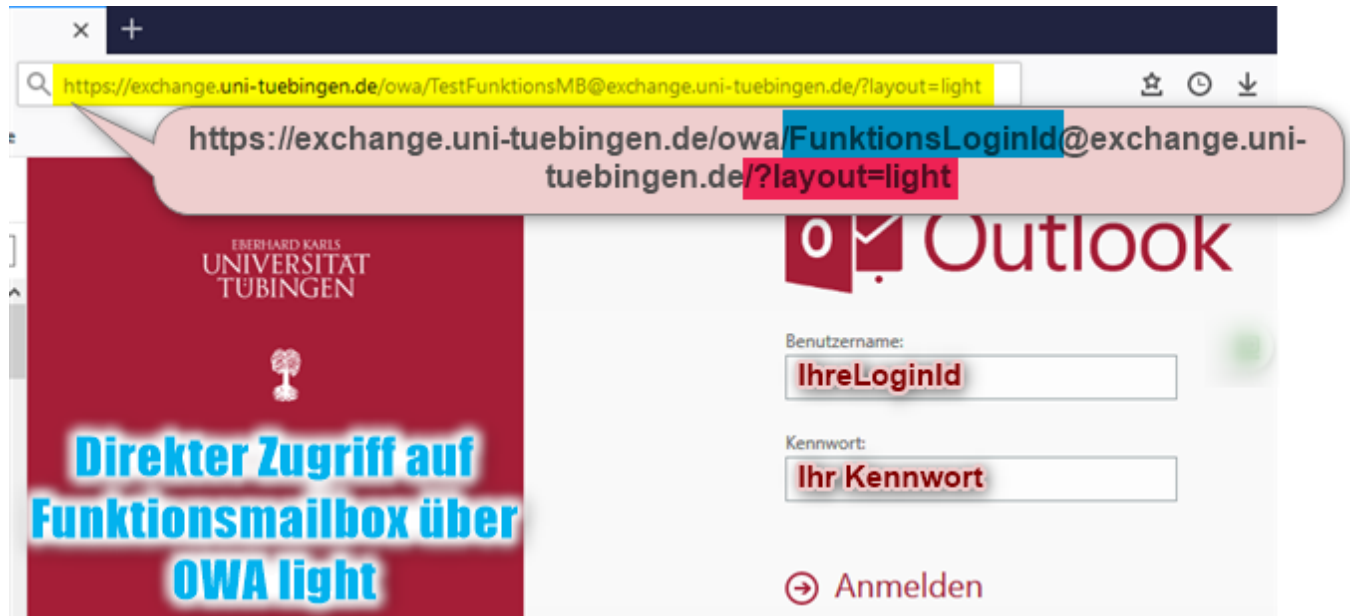 https://exchange.uni-tuebingen.de/owa/TestFunktionsMB@exchange.uni-tuebingen.de/?layout=light
https://exchange.uni-tuebingen.de/owa/FunktionsLoginId@exchange.uni-
tuebingen.de/?layout=light
EBERHARD KARLS
UNIVERSITÄT
TÜBINGEN
Outlook
Benutzername:
IhreLoginId
Kennwort:
Ihr Kennwort
Direkter Zugriff auf
Funktionsmailbox über
OWA light
Anmelden